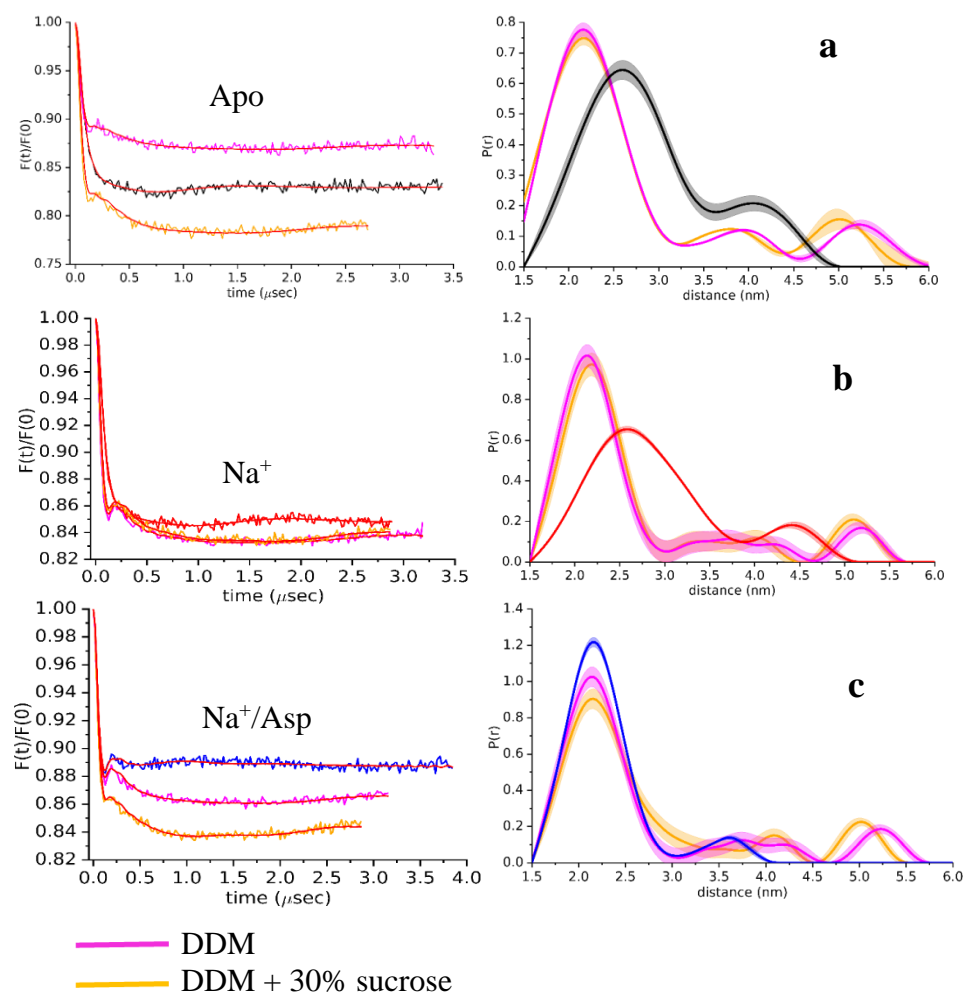 1.00
0.95
0.90
0.85
0.80
0.75
F(t)/F(0)
Apo
0.0 0.5 1.0 1.5 2.0 2.5 3.0 3.5
time (μsec)
0.8
0.7
0.6
0.5
0.4
0.3
0.2
0.1
0.0
P(r)
a
1.5 2.0 2.5 3.0 3.5 4.0 4.5 5.0 5.5 6.0
distance (nm)
1.00
0.98
0.96
0.94
0.92
0.90
0.88
0.86
0.84
0.82
F(t)/F(0)
Na⁺
0.0 0.5 1.0 1.5 2.0 2.5 3.0 3.5
time (μsec)
1.2
1.0
0.8
0.6
0.4
0.2
0.0
P(r)
b
1.5 2.0 2.5 3.0 3.5 4.0 4.5 5.0 5.5 6.0
distance (nm)
1.00
0.98
0.96
0.94
0.92
0.90
0.88
0.86
0.84
0.82
F(t)/F(0)
Na⁺/Asp
0.0 0.5 1.0 1.5 2.0 2.5 3.0 3.5 4.0
time (μsec)
1.4
1.2
1.0
0.8
0.6
0.4
0.2
0.0
P(r)
c
1.5 2.0 2.5 3.0 3.5 4.0 4.5 5.0 5.5 6.0
distance (nm)
DDM
DDM + 30% sucrose